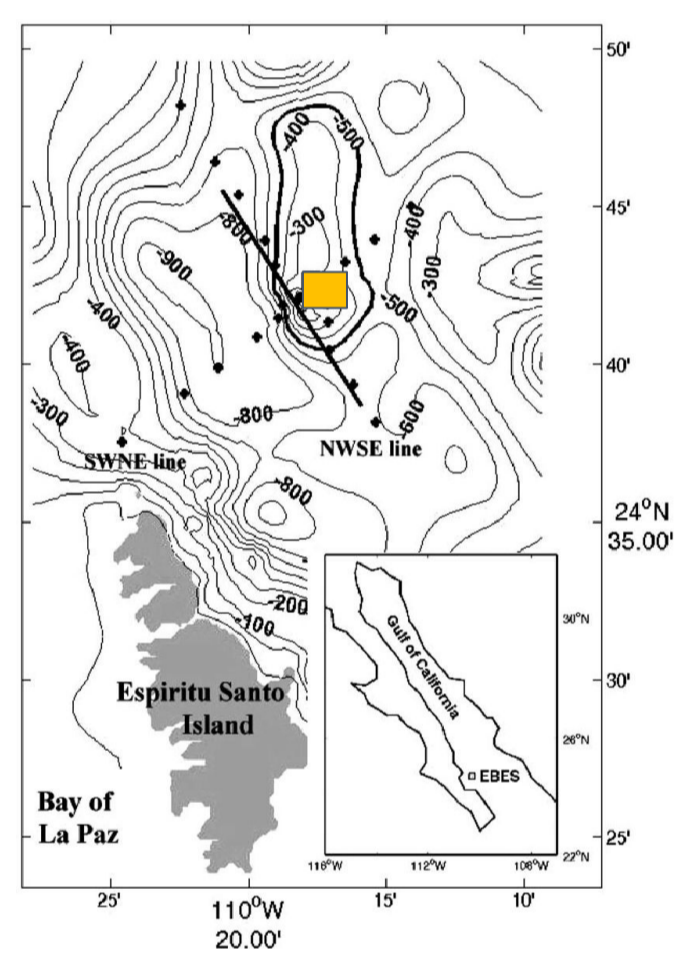 50'
-400
-500
45'
-800
-300
-400
-900
-300
-400
-500
-400
40'
-300
-800
-600
NWSE line
SWNE line
-800
24°N
35.00'
-200
-100
30°N
Gulf of California
Espiritu Santo
Island
30'
26°N
EBES
Bay of
La Paz
25'
22°N
116°W
112°W
108°W
25'
110°W
20.00'
15'
10'